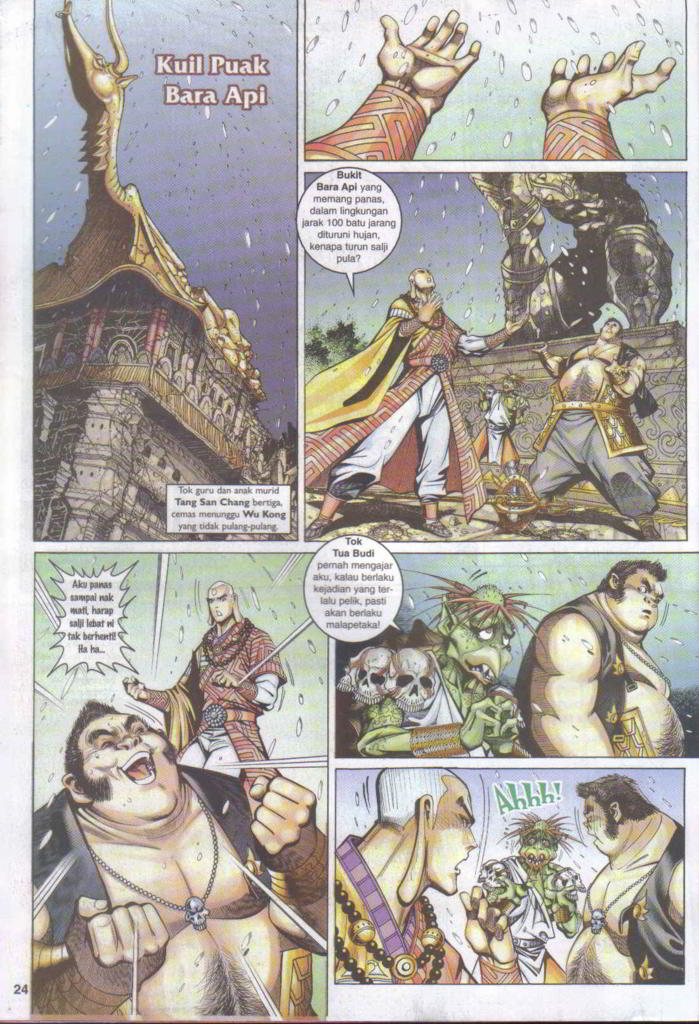 Kuil Puak
Bara Api
Tok guru dan anak murid
Tang San Chang bertiga,
cemas menunggu Wu Kong
yang tidak pulang-pulang.
Bukit
Bara Api yang
memang panas,
dalam lingkungan
jarak 100 batu jarang
dituruni hujan,
kenapa turun salji
pula?
Aku panas
sampai nak
mati, harap
salji lebat ni
tak berhenti!!
Ha ha...
Tok
Tua Budi
pernah mengajar
aku, kalau berlaku
kejadian yang ter-
lalu pelik, pasti
akan berlaku
malapetaka!
Ahhh!
24